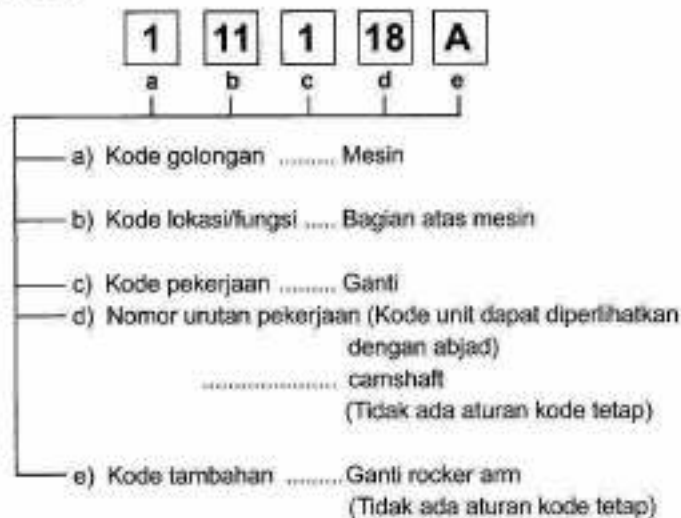 1 11 1 18 A
a b c d e
a) Kode golongan ......... Mesin
b) Kode lokasi/fungsi ..... Bagian atas mesin
c) Kode pekerjaan ......... Ganti
d) Nomor urutan pekerjaan (Kode unit dapat diperlihatkan
dengan abjad)
................... camshaft
(Tidak ada aturan kode tetap)
e) Kode tambahan ......... Ganti rocker arm
(Tidak ada aturan kode tetap)